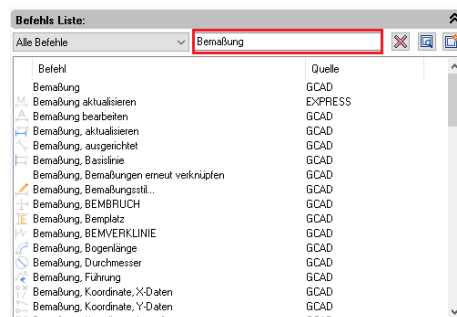 Befehls Liste:
Alle Befehle Bemaßung
Befehl Quelle
Bemaßung GCAD
Bemaßung aktualisieren EXPRESS
Bemaßung bearbeiten GCAD
Bemaßung, aktualisieren GCAD
Bemaßung, ausgerichtet GCAD
Bemaßung, Basislinie GCAD
Bemaßung, Bemaßungen erneut verknüpfen GCAD
Bemaßung, Bemaßungsstil... GCAD
Bemaßung, BEMBRUCH GCAD
Bemaßung, Bemplatz GCAD
Bemaßung, BEMVERKLINIE GCAD
Bemaßung, Bogenlänge GCAD
Bemaßung, Durchmesser GCAD
Bemaßung, Führung GCAD
Bemaßung, Koordinate, X-Daten GCAD
Bemaßung, Koordinate, Y-Daten GCAD